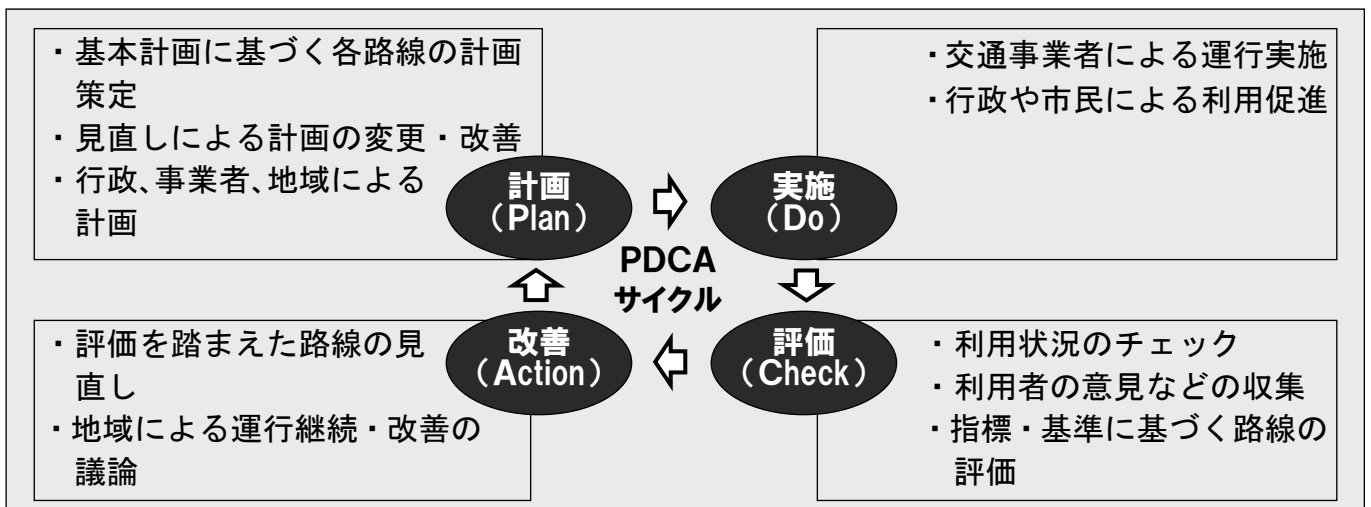 ・基本計画に基づく各路線の計画
策定
・見直しによる計画の変更・改善
・行政、事業者、地域による
計画
・交通事業者による運行実施
・行政や市民による利用促進
計画
（Plan）
実施
（Do）
PDCA
サイクル
改善
（Action）
評価
（Check）
・評価を踏まえた路線の見
直し
・地域による運行継続・改善の
議論
・利用状況のチェック
・利用者の意見などの収集
・指標・基準に基づく路線の
評価